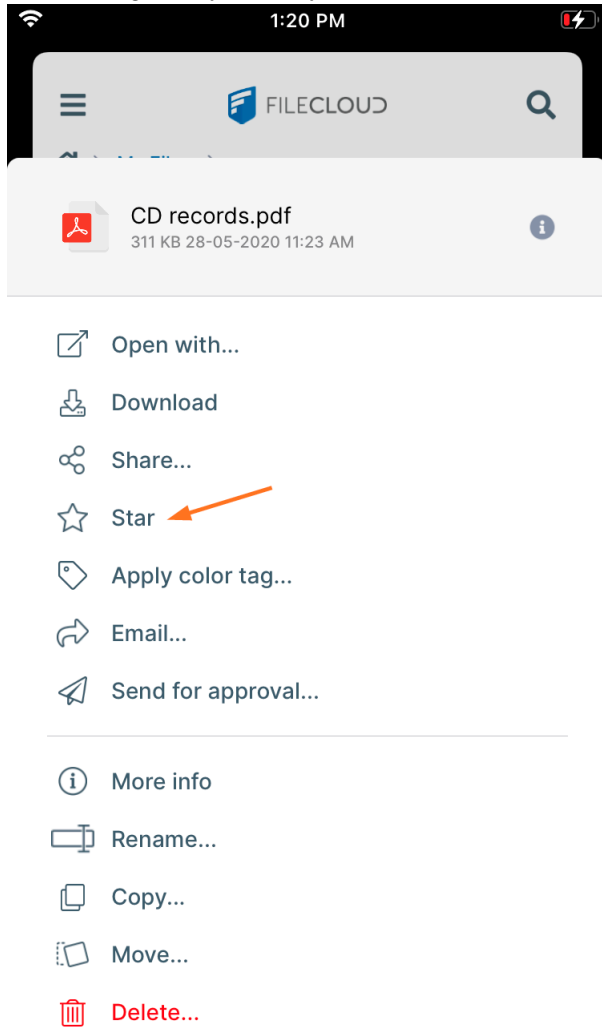 1:20 PM
FILECLOUD
CD records.pdf
311 KB 28-05-2020 11:23 AM
Open with...
Download
Share...
Star
Apply color tag...
Email...
Send for approval...
More info
Rename...
Copy...
Move...
Delete...